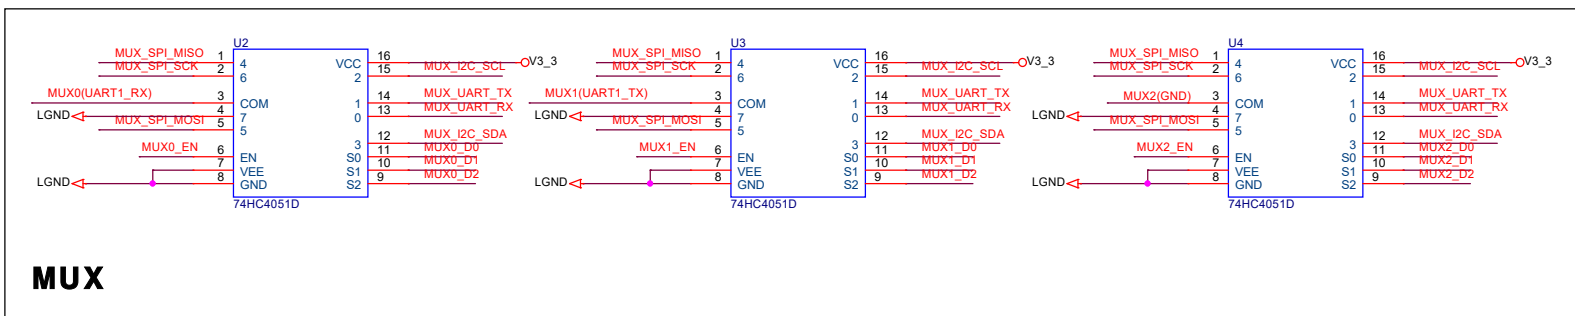 U2
MUX_SPI_MISO 1 4 VCC 16 V3_3
MUX_SPI_SCK 2 6 2 15 MUX_I2C_SCL
MUX0(UART1_RX) 3 COM 1 14 MUX_UART_TX
LGND 4 7 0 13 MUX_UART_RX
MUX_SPI_MOSI 5 5
3 12 MUX_I2C_SDA
MUX0_EN 6 EN S0 11 MUX0_D0
7 VEE S1 10 MUX0_D1
LGND 8 GND S2 9 MUX0_D2
74HC4051D
U3
MUX_SPI_MISO 1 4 VCC 16 V3_3
MUX_SPI_SCK 2 6 2 15 MUX_I2C_SCL
MUX1(UART1_TX) 3 COM 1 14 MUX_UART_TX
LGND 4 7 0 13 MUX_UART_RX
MUX_SPI_MOSI 5 5
3 12 MUX_I2C_SDA
MUX1_EN 6 EN S0 11 MUX1_D0
7 VEE S1 10 MUX1_D1
LGND 8 GND S2 9 MUX1_D2
74HC4051D
U4
MUX_SPI_MISO 1 4 VCC 16 V3_3
MUX_SPI_SCK 2 6 2 15 MUX_I2C_SCL
MUX2(GND) 3 COM 1 14 MUX_UART_TX
LGND 4 7 0 13 MUX_UART_RX
MUX_SPI_MOSI 5 5
3 12 MUX_I2C_SDA
MUX2_EN 6 EN S0 11 MUX2_D0
7 VEE S1 10 MUX2_D1
LGND 8 GND S2 9 MUX2_D2
74HC4051D
MUX